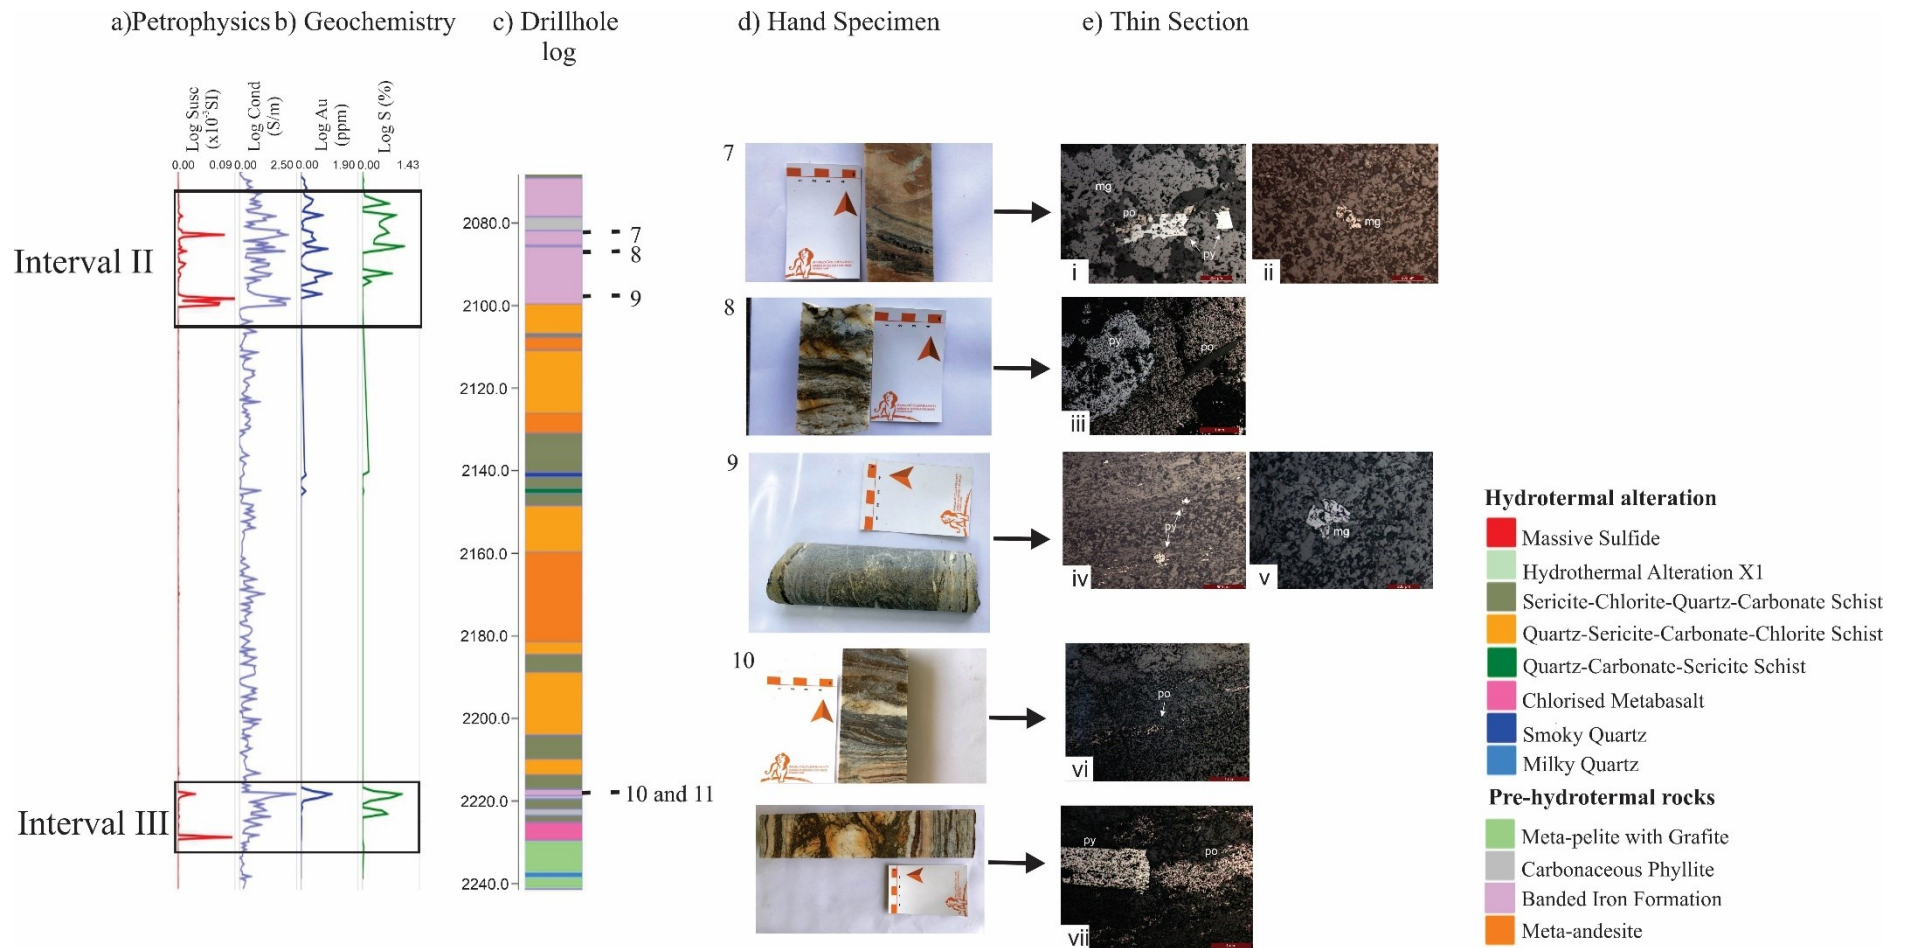 a)Petrophysics b) Geochemistry c) Drillhole log d) Hand Specimen e) Thin Section
Log Susc (x10⁻³SI)
Log Cond (S/m)
Log Au (ppm)
Log S (%)
0.00 0.09 0.00 2.50 0.00 1.90 0.00 1.43
Interval II
Interval III
2080.0
2100.0
2120.0
2140.0
2160.0
2180.0
2200.0
2220.0
2240.0
7
8
9
10 and 11
7
mg
po
py
i
mg
ii
8
py
po
iii
9
py
iv
mg
v
10
po
vi
py
po
vii
Hydrotermal alteration
Massive Sulfide
Hydrothermal Alteration X1
Sericite-Chlorite-Quartz-Carbonate Schist
Quartz-Sericite-Carbonate-Chlorite Schist
Quartz-Carbonate-Sericite Schist
Chlorised Metabasalt
Smoky Quartz
Milky Quartz
Pre-hydrotermal rocks
Meta-pelite with Grafite
Carbonaceous Phyllite
Banded Iron Formation
Meta-andesite